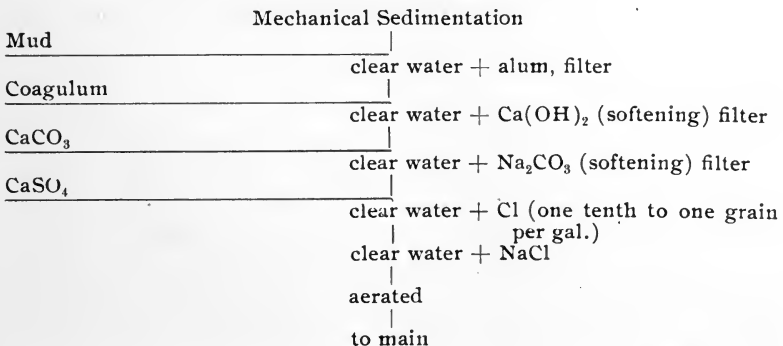 Mechanical Sedimentation
Mud
clear water + alum, filter
Coagulum
clear water + Ca(OH)₂ (softening) filter
CaCO₃
clear water + Na₂CO₃ (softening) filter
CaSO₄
clear water + Cl (one tenth to one grain
per gal.)
clear water + NaCl
aerated
to main